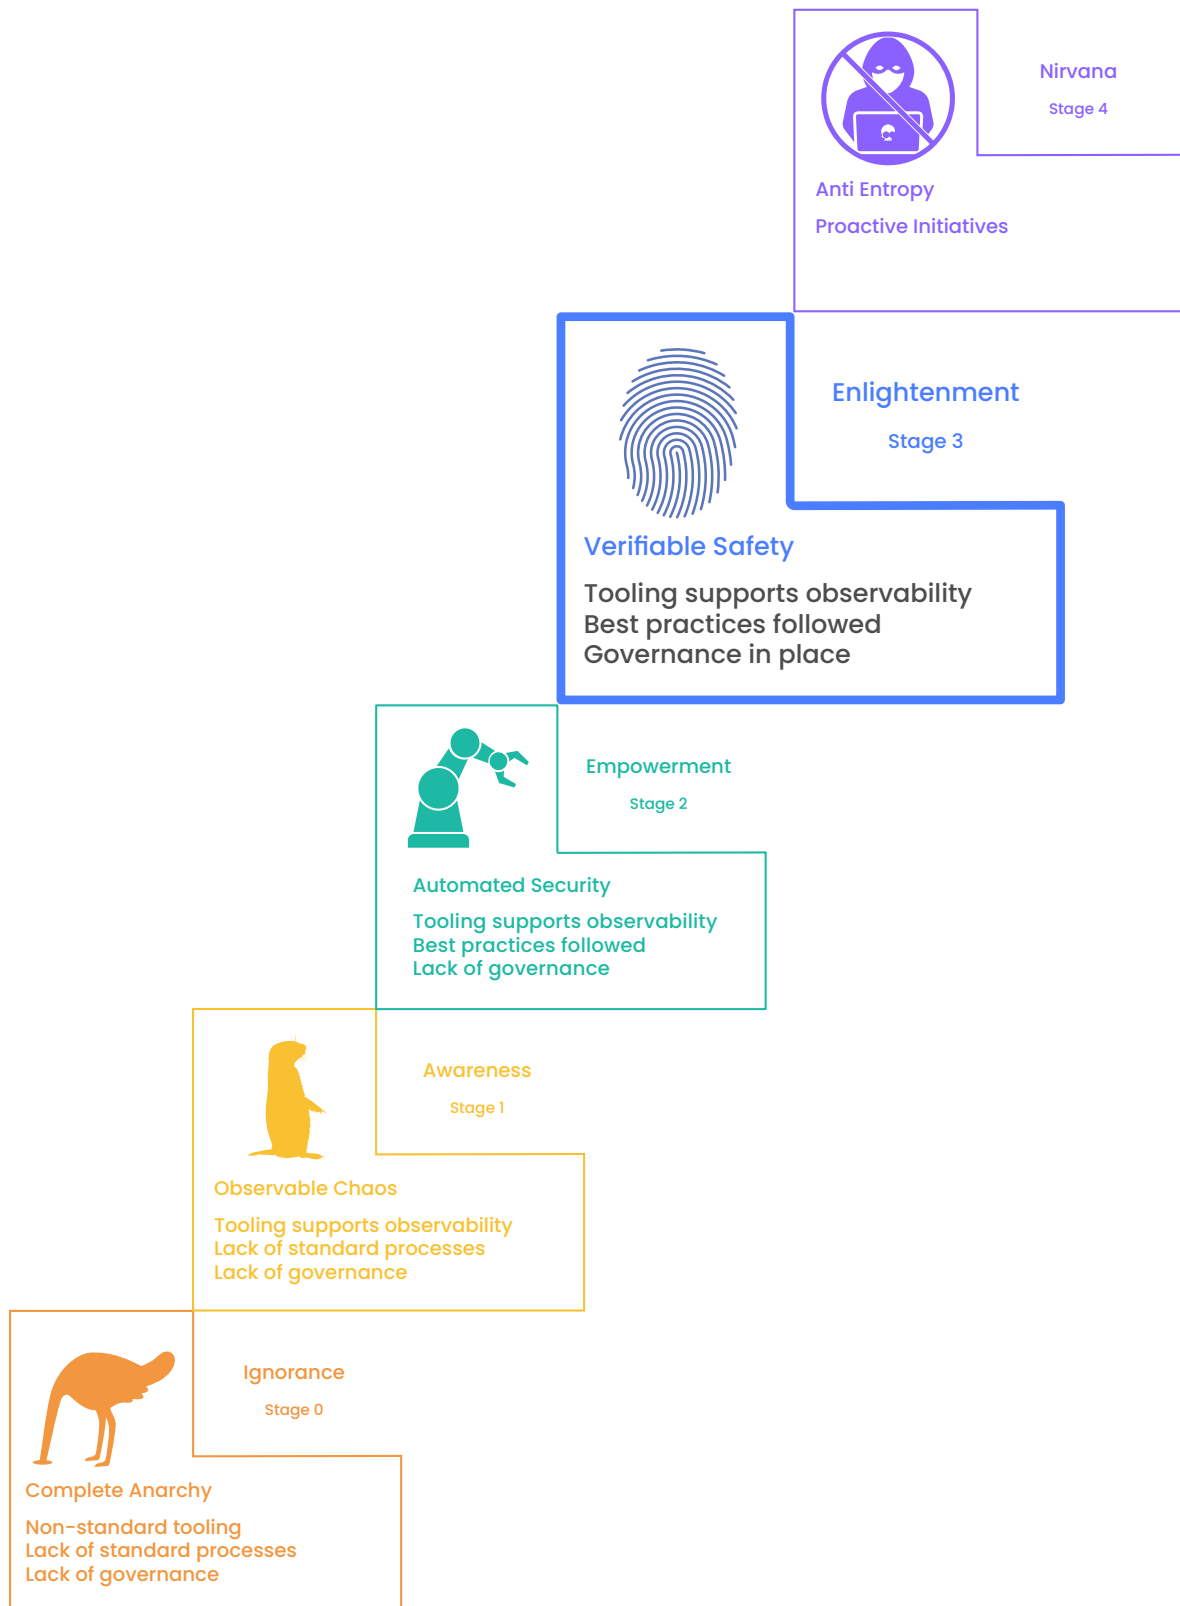 Nirvana
Stage 4
Anti Entropy
Proactive Initiatives
Enlightenment
Stage 3
Verifiable Safety
Tooling supports observability
Best practices followed
Governance in place
Empowerment
Stage 2
Automated Security
Tooling supports observability
Best practices followed
Lack of governance
Awareness
Stage 1
Observable Chaos
Tooling supports observability
Lack of standard processes
Lack of governance
Ignorance
Stage 0
Complete Anarchy
Non-standard tooling
Lack of standard processes
Lack of governance